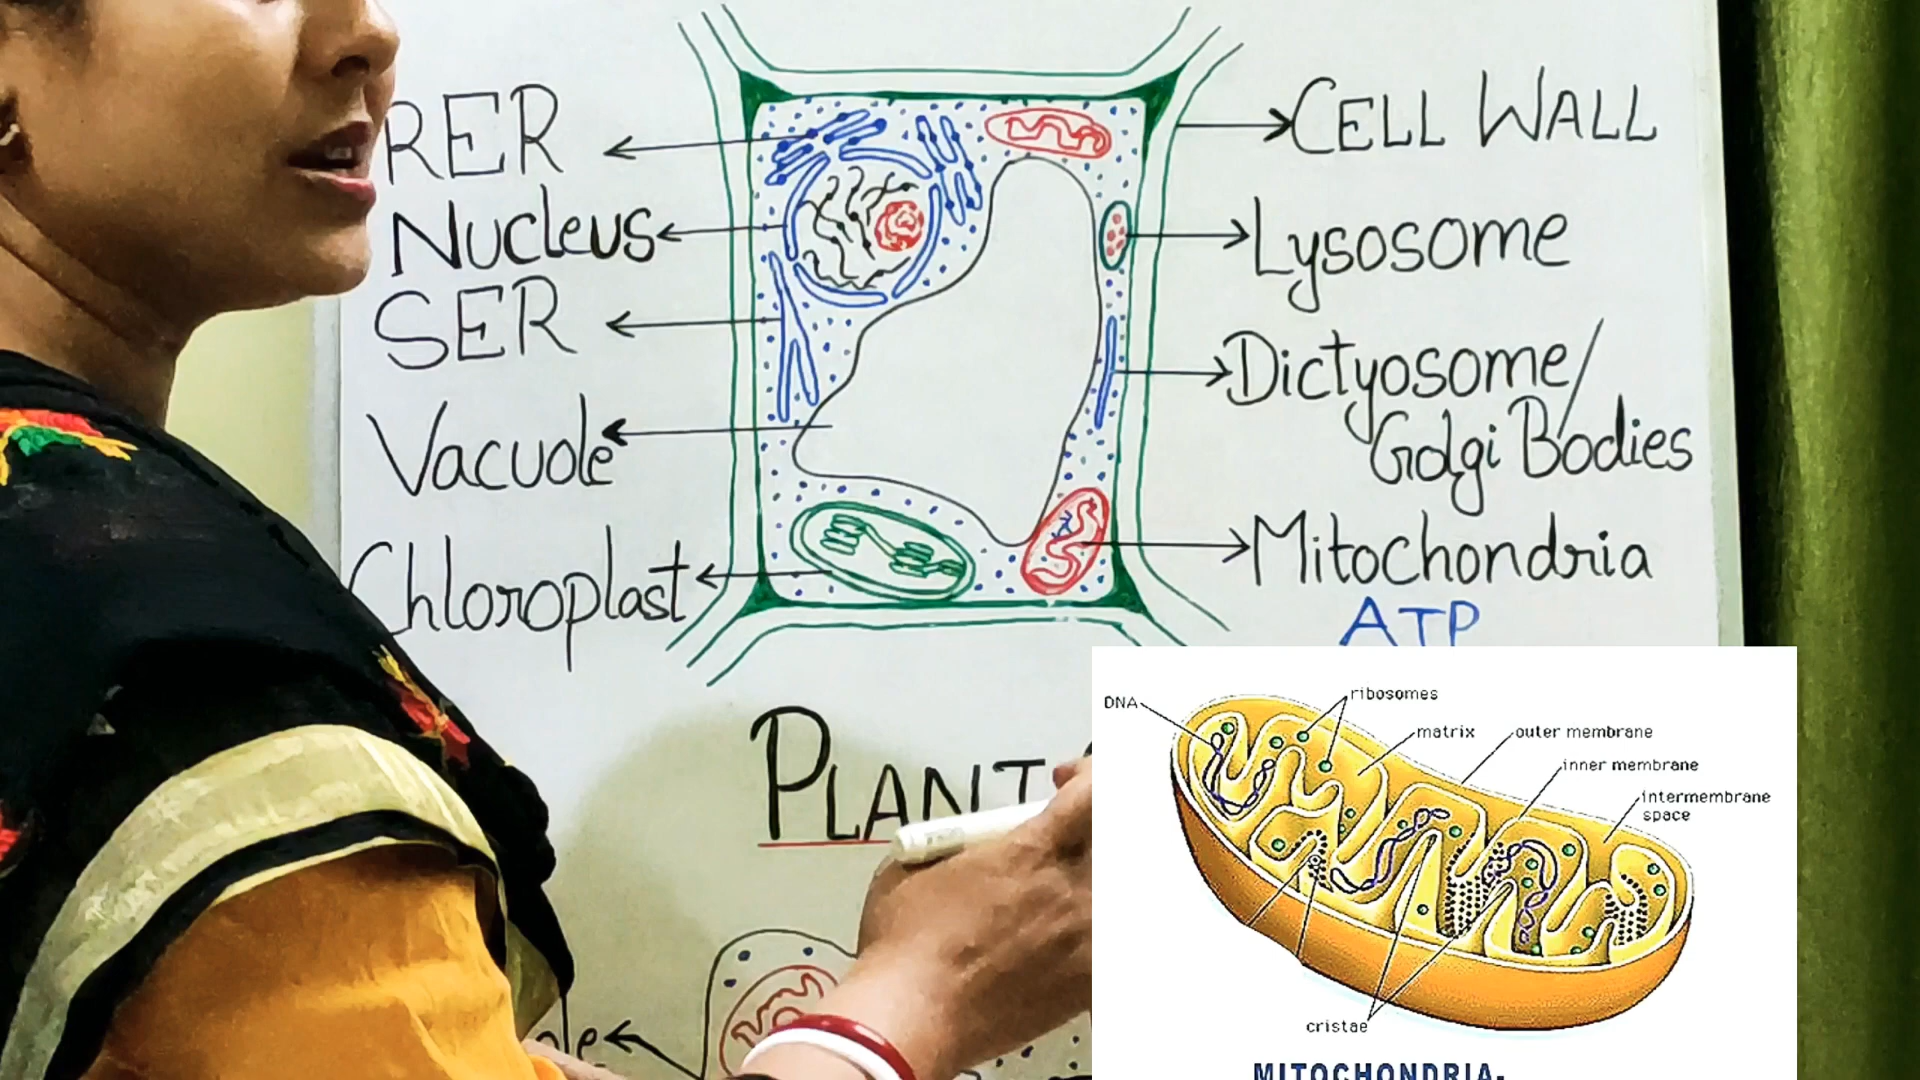 RER
Nucleus
SER
Vacuole
Chloroplast
CELL WALL
Lysosome
Dictyosome/
Golgi Bodies
Mitochondria
ATP
PLANT
DNA
ribosomes
matrix
outer membrane
inner membrane
intermembrane
space
cristae
MITOCHONDRIA